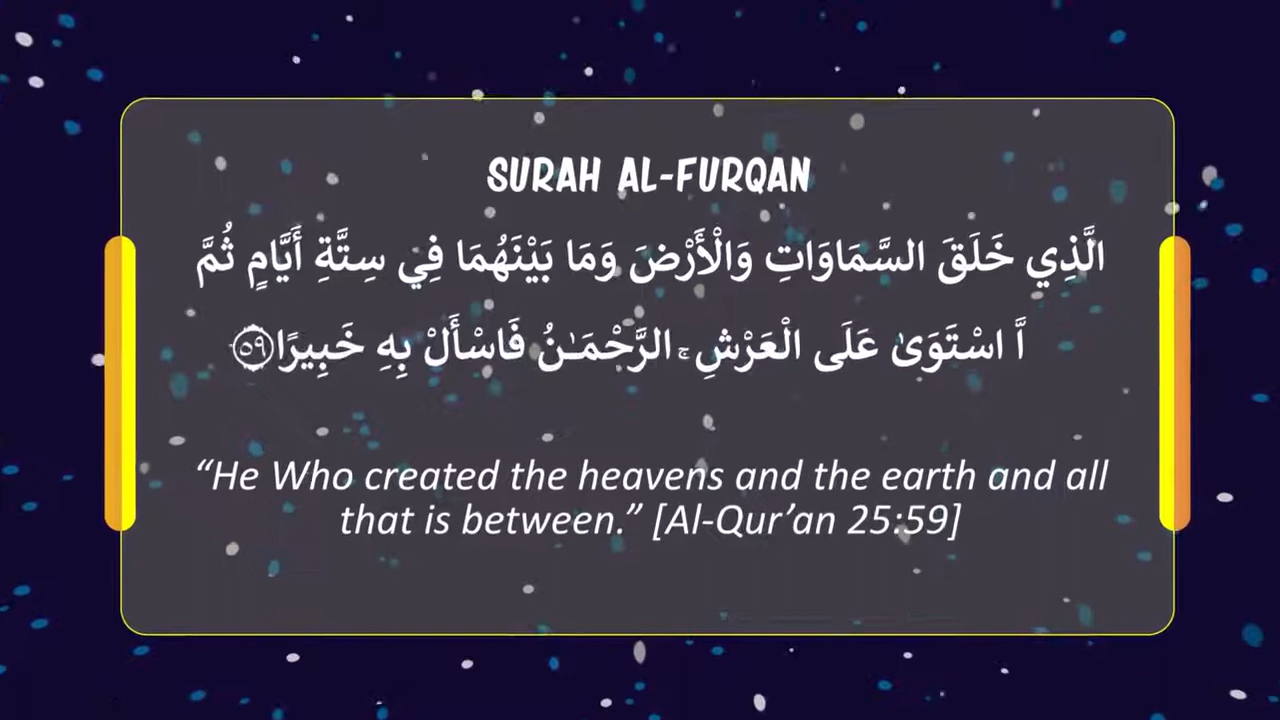 SURAH AL-FURQAN
الَّذِي خَلَقَ السَّمَاوَاتِ وَالْأَرْضَ وَمَا بَيْنَهُمَا فِي سِتَّةِ أَيَّامٍ ثُمَّ
اَّ اسْتَوَىٰ عَلَى الْعَرْشِ ۚ الرَّحْمَـٰنُ فَاسْأَلْ بِهِ خَبِيرًا ۝٥٩
“He Who created the heavens and the earth and all
that is between.” [Al-Qur’an 25:59]